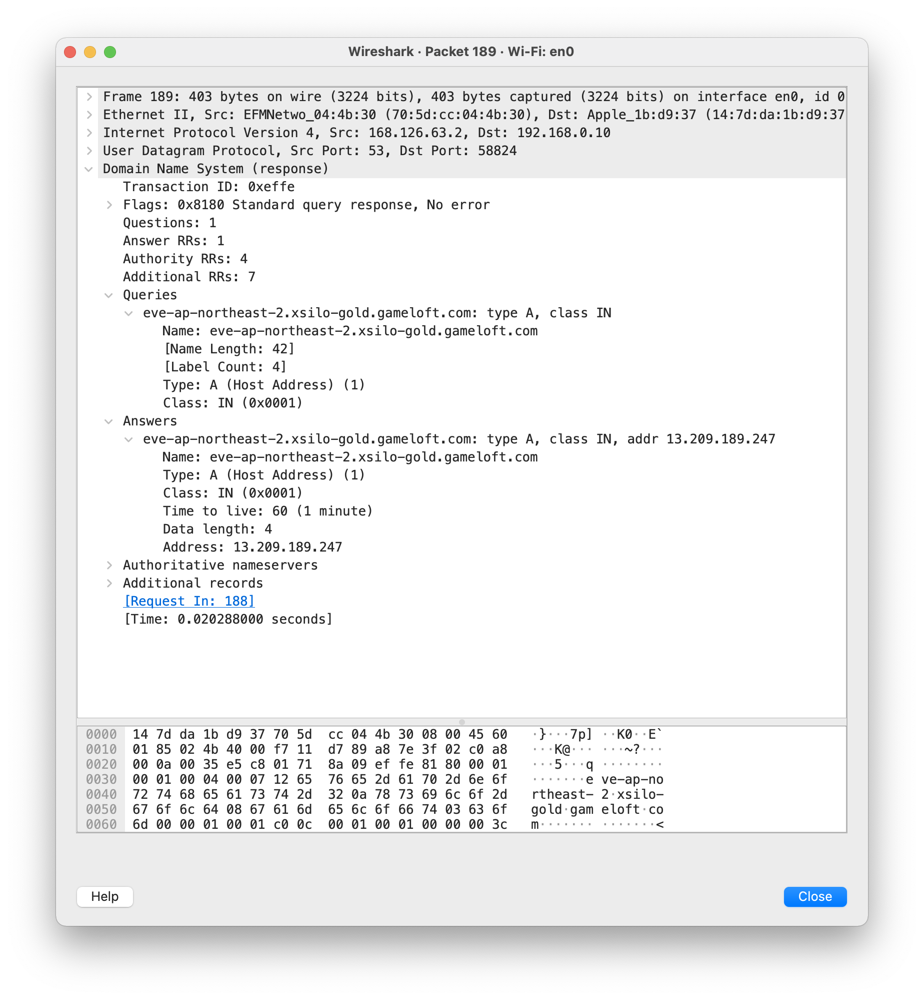 Wireshark · Packet 189 · Wi-Fi: en0
Frame 189: 403 bytes on wire (3224 bits), 403 bytes captured (3224 bits) on interface en0, id 0
Ethernet II, Src: EFMNetwo_04:4b:30 (70:5d:cc:04:4b:30), Dst: Apple_1b:d9:37 (14:7d:da:1b:d9:37
Internet Protocol Version 4, Src: 168.126.63.2, Dst: 192.168.0.10
User Datagram Protocol, Src Port: 53, Dst Port: 58824
Domain Name System (response)
Transaction ID: 0xeffe
Flags: 0x8180 Standard query response, No error
Questions: 1
Answer RRs: 1
Authority RRs: 4
Additional RRs: 7
Queries
eve-ap-northeast-2.xsilo-gold.gameloft.com: type A, class IN
Name: eve-ap-northeast-2.xsilo-gold.gameloft.com
[Name Length: 42]
[Label Count: 4]
Type: A (Host Address) (1)
Class: IN (0x0001)
Answers
eve-ap-northeast-2.xsilo-gold.gameloft.com: type A, class IN, addr 13.209.189.247
Name: eve-ap-northeast-2.xsilo-gold.gameloft.com
Type: A (Host Address) (1)
Class: IN (0x0001)
Time to live: 60 (1 minute)
Data length: 4
Address: 13.209.189.247
Authoritative nameservers
Additional records
[Request In: 188]
[Time: 0.020288000 seconds]
0000 14 7d da 1b d9 37 70 5d cc 04 4b 30 08 00 45 60 ·}···7p] ··K0··E`
0010 01 85 02 4b 40 00 f7 11 d7 89 a8 7e 3f 02 c0 a8 ···K@··· ···~?···
0020 00 0a 00 35 e5 c8 01 71 8a 09 ef fe 81 80 00 01 ···5···q ········
0030 00 01 00 04 00 07 12 65 76 65 2d 61 70 2d 6e 6f ·······e ve-ap-no
0040 72 74 68 65 61 73 74 2d 32 0a 78 73 69 6c 6f 2d rtheast- 2·xsilo-
0050 67 6f 6c 64 08 67 61 6d 65 6c 6f 66 74 03 63 6f gold·gam eloft·co
0060 6d 00 00 01 00 01 c0 0c 00 01 00 01 00 00 00 3c m······· ·······<
Help
Close